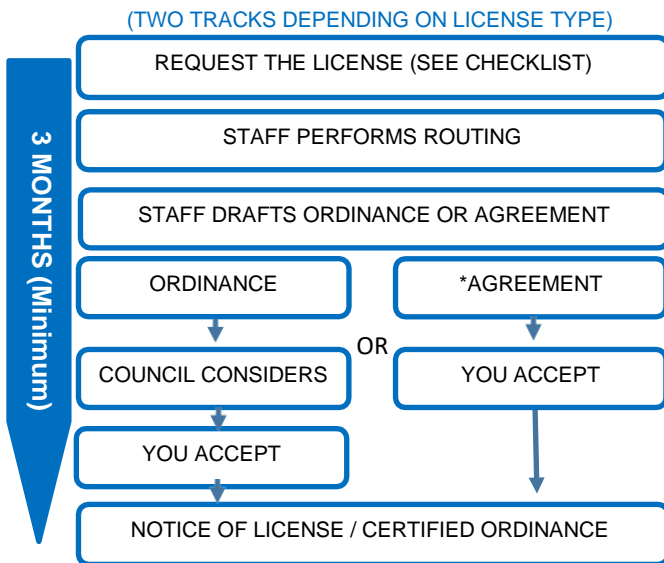 (TWO TRACKS DEPENDING ON LICENSE TYPE)
REQUEST THE LICENSE (SEE CHECKLIST)
STAFF PERFORMS ROUTING
STAFF DRAFTS ORDINANCE OR AGREEMENT
3 MONTHS (Minimum)
ORDINANCE
*AGREEMENT
OR
COUNCIL CONSIDERS
YOU ACCEPT
YOU ACCEPT
NOTICE OF LICENSE / CERTIFIED ORDINANCE